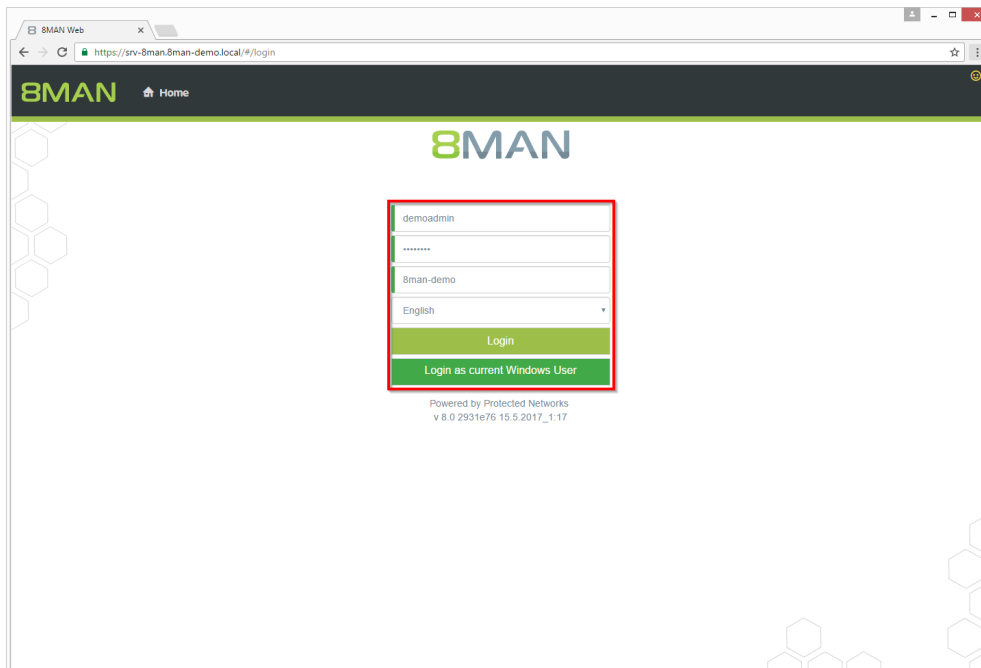 8MAN Web
https://srv-8man.8man-demo.local/#/login
8MAN Home
8MAN
demoadmin
••••••••
8man-demo
English
Login
Login as current Windows User
Powered by Protected Networks
v 8.0 2931e76 15.5.2017_1:17